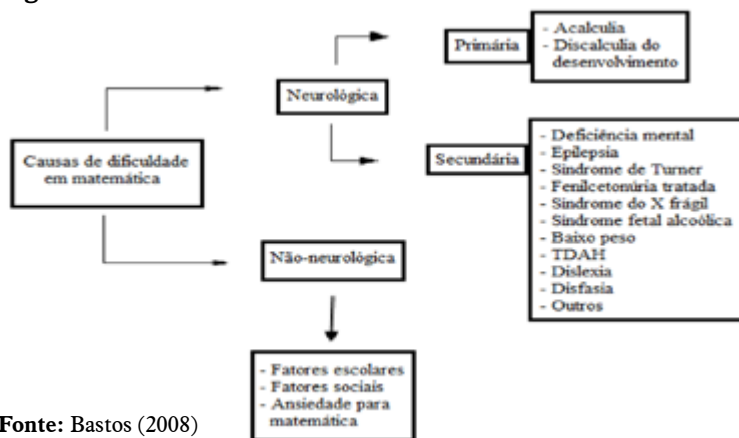 Causas de dificuldade
em matemática
Neurológica
Primária
- Acalculia
- Discalculia do
desenvolvimento
Secundária
- Deficiência mental
- Epilepsia
- Síndrome de Turner
- Fenilcetonúria tratada
- Síndrome do X frágil
- Síndrome fetal alcoólica
- Baixo peso
- TDAH
- Dislexia
- Disfasia
- Outros
Não-neurológica
- Fatores escolares
- Fatores sociais
- Ansiedade para
matemática
Fonte: Bastos (2008)